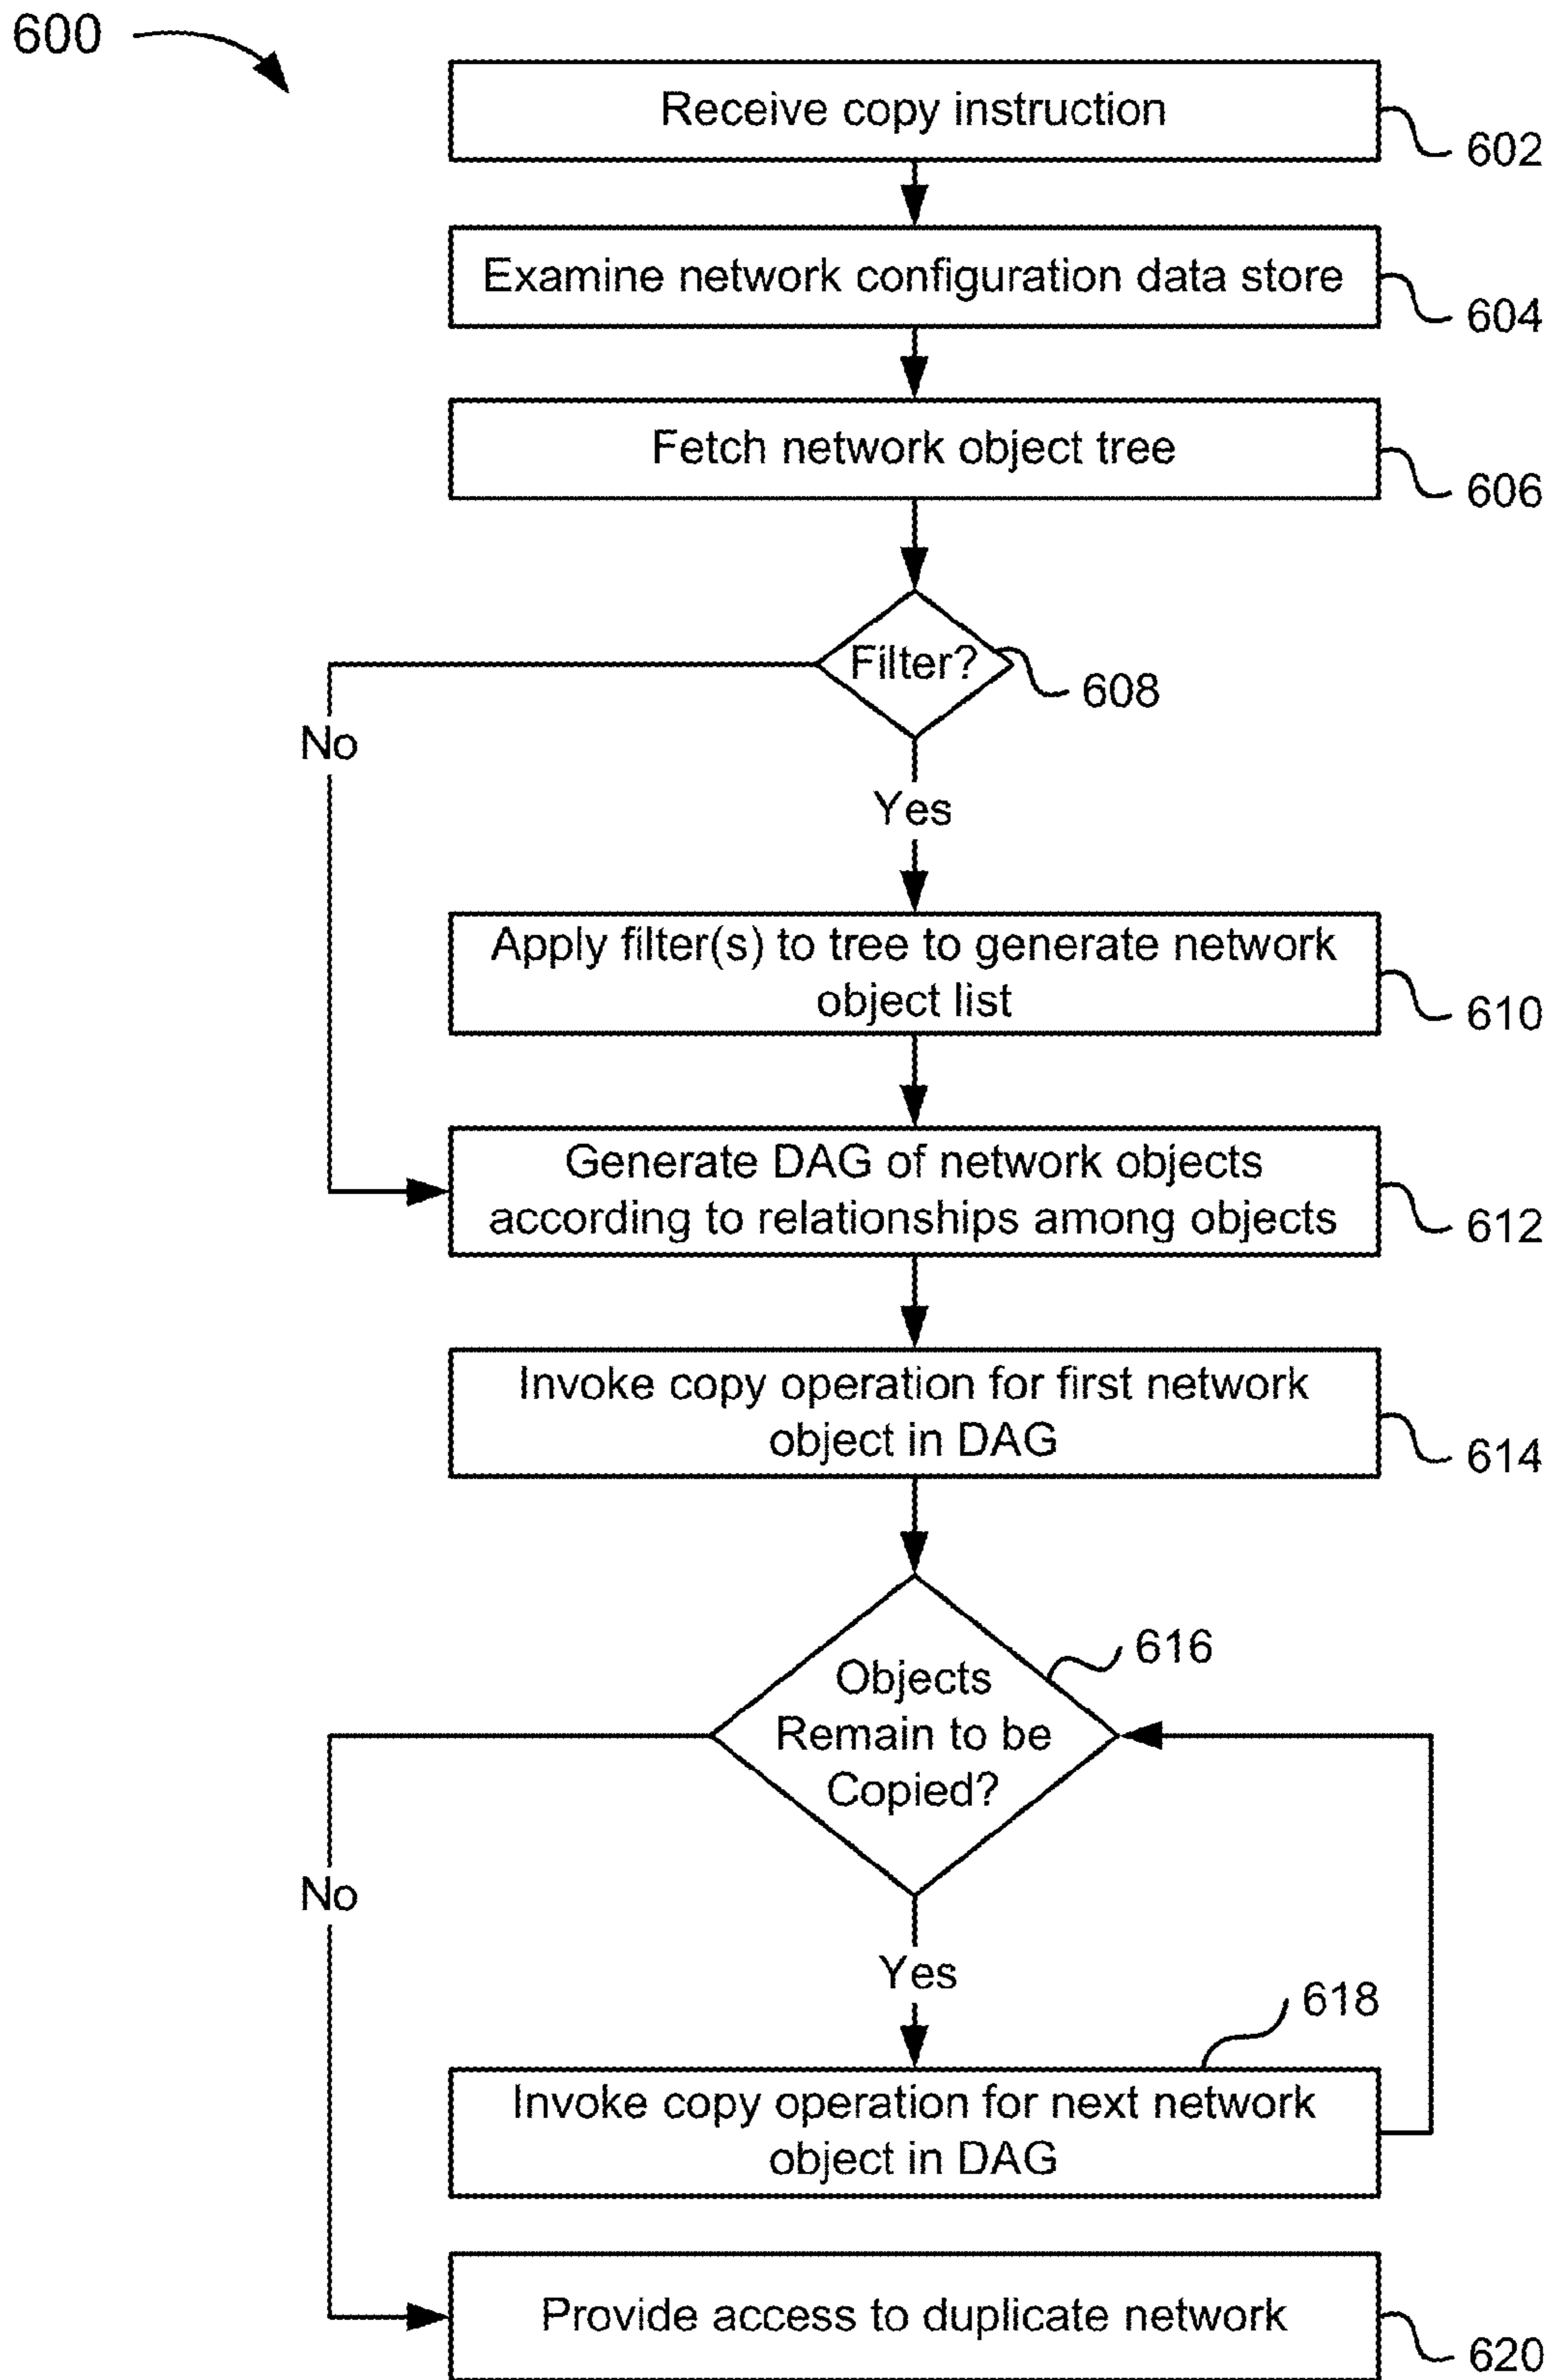 600
Receive copy instruction
602
Examine network configuration data store
604
Fetch network object tree
606
Filter?
608
No
Yes
Apply filter(s) to tree to generate network
object list
610
Generate DAG of network objects
according to relationships among objects
612
Invoke copy operation for first network
object in DAG
614
616
Objects
Remain to be
Copied?
No
Yes
618
Invoke copy operation for next network
object in DAG
Provide access to duplicate network
620